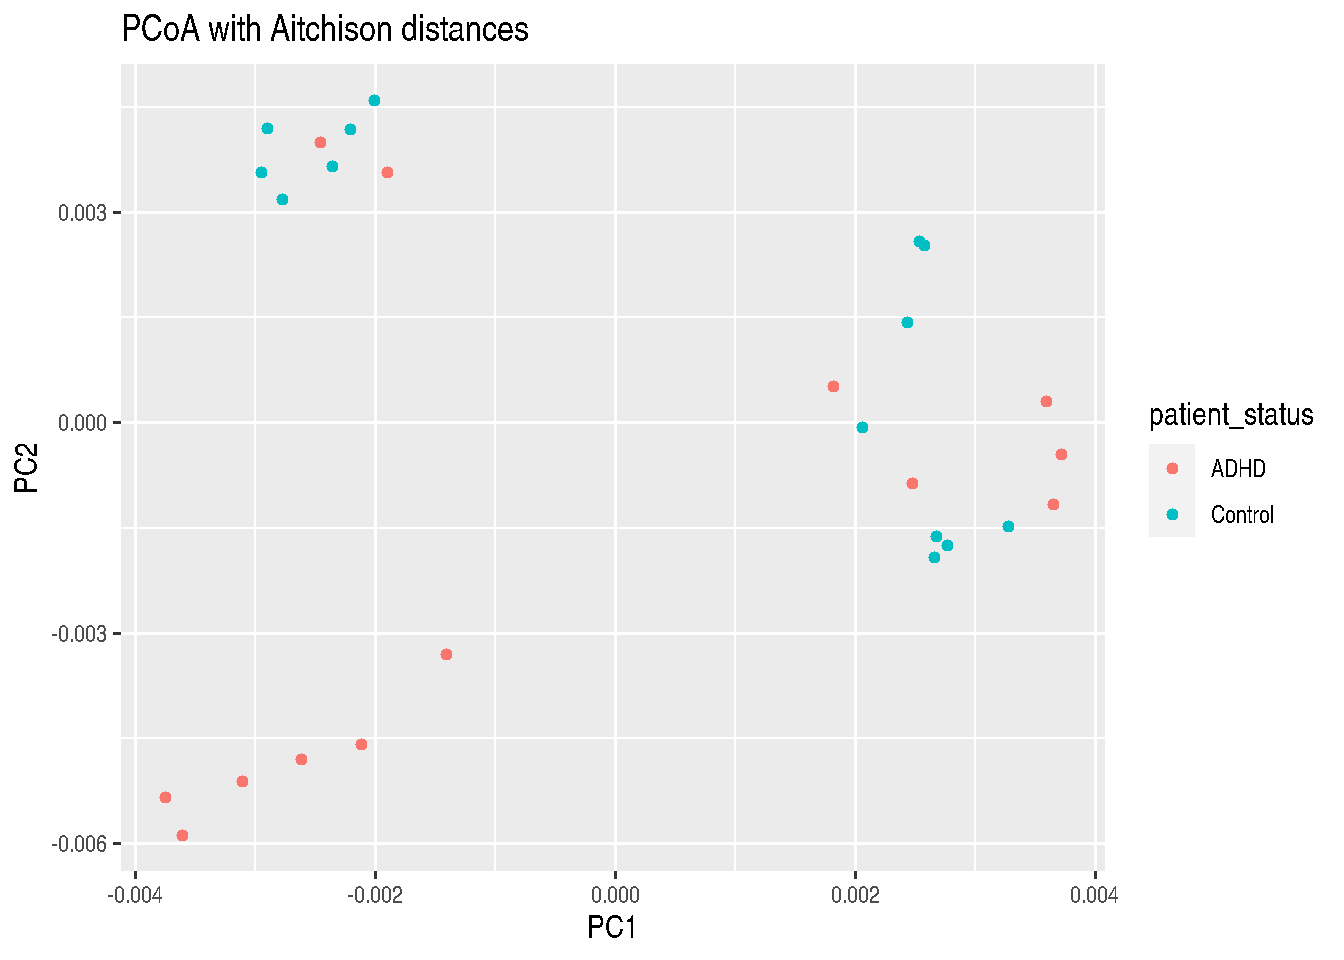 PCoA with Aitchison distances
0.003
0.000
-0.003
-0.006
PC2
-0.004
-0.002
0.000
0.002
0.004
PC1
patient_status
ADHD
Control